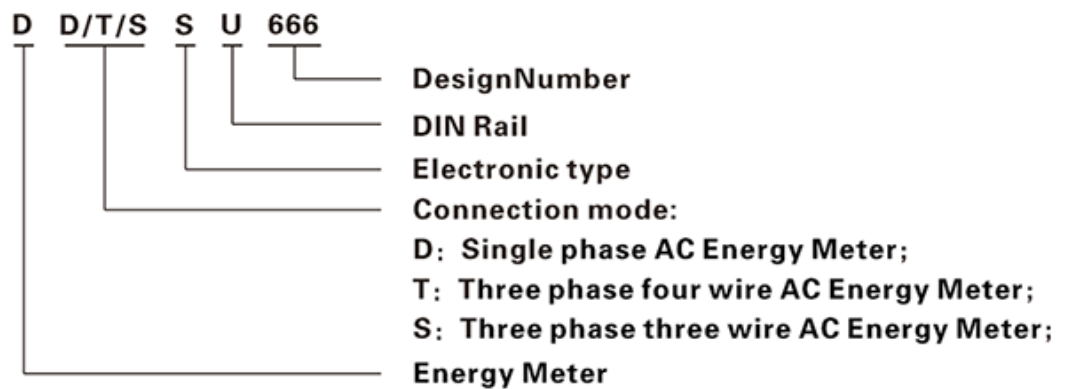 D D/T/S S U 666
DesignNumber
DIN Rail
Electronic type
Connection mode:
D: Single phase AC Energy Meter;
T: Three phase four wire AC Energy Meter;
S: Three phase three wire AC Energy Meter;
Energy Meter